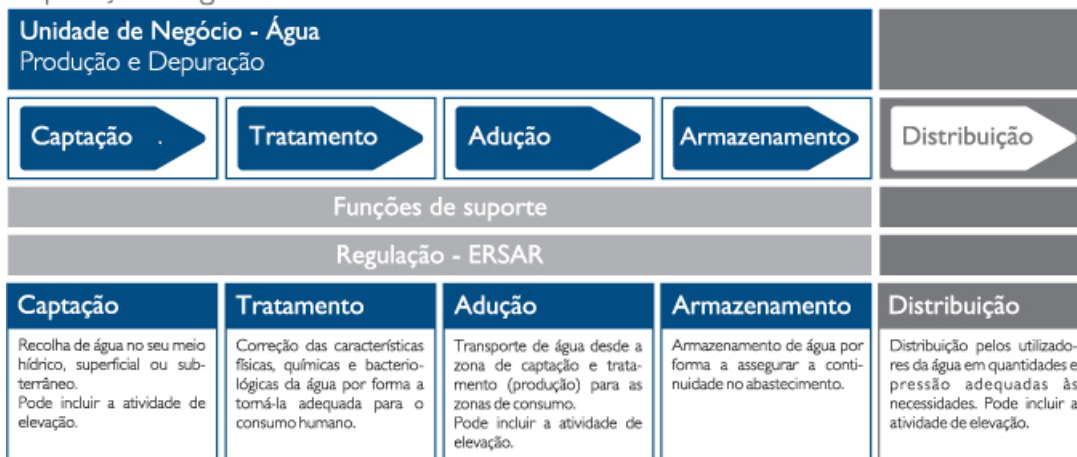 Unidade de Negócio - Água
Produção e Depuração
Captação
Tratamento
Adução
Armazenamento
Distribuição
Funções de suporte
Regulação - ERSAR
Captação
Recolha de água no seu meio
hídrico, superficial ou sub-
terrâneo.
Pode incluir a atividade de
elevação.
Tratamento
Correção das características
físicas, químicas e bacterio-
lógicas da água por forma a
torná-la adequada para o
consumo humano.
Adução
Transporte de água desde a
zona de captação e trata-
mento (produção) para as
zonas de consumo.
Pode incluir a atividade de
elevação.
Armazenamento
Armazenamento de água por
forma a assegurar a conti-
nuidade no abastecimento.
Distribuição
Distribuição pelos utilizado-
res da água em quantidades e
pressão adequadas às
necessidades. Pode incluir a
atividade de elevação.